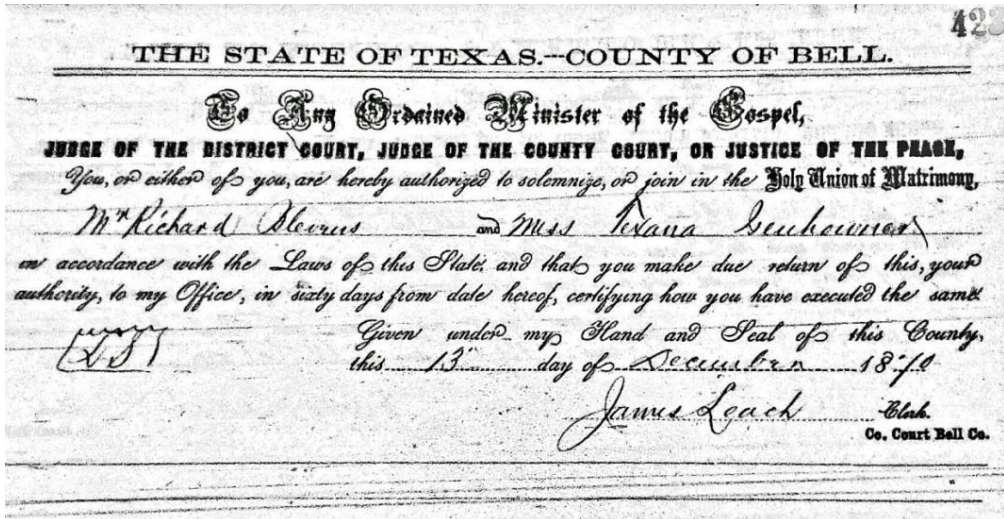 423
THE STATE OF TEXAS.--COUNTY OF BELL.
To Any Ordained Minister of the Gospel,
JUDGE OF THE DISTRICT COURT, JUDGE OF THE COUNTY COURT, OR JUSTICE OF THE PEACE,
You, or either of you, are hereby authorized to solemnize, or join in the Holy Union of Matrimony,
Mr Richard Blevins and Miss Texana
in accordance with the Laws of this State, and that you make due return of this, your
authority, to my Office, in sixty days from date hereof, certifying how you have executed the same
LS Given under my Hand and Seal of this County,
this 13" day of December 1870
James Leach Clerk.
Co. Court Bell Co.